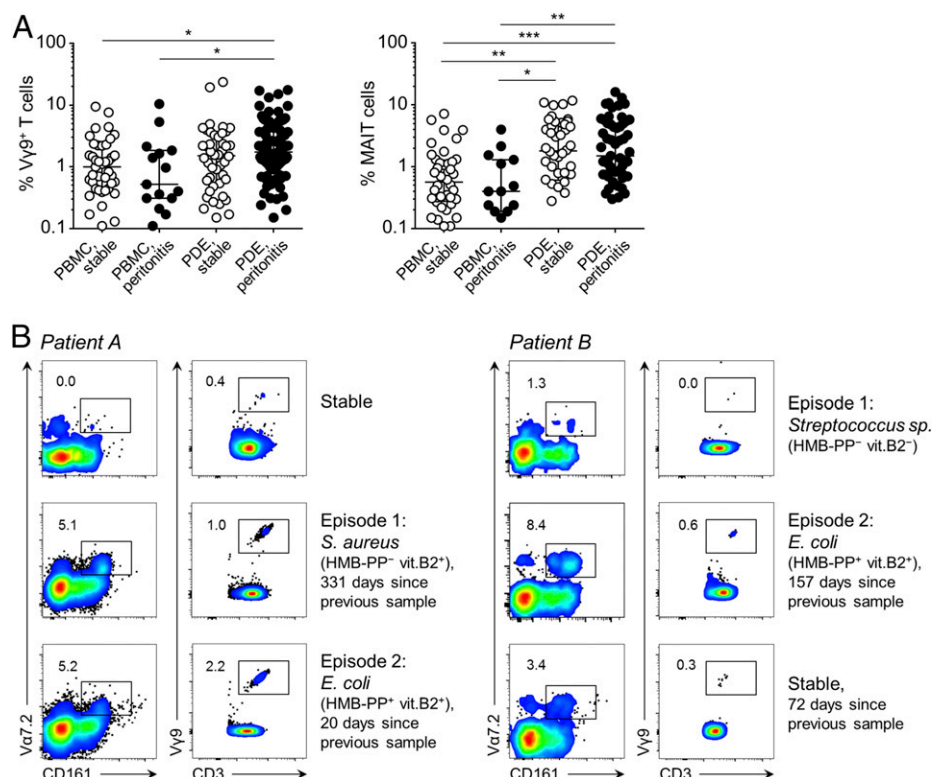 A
% Vγ9⁺ T cells
100
10
1
0.1
*
*
PBMC, stable
PBMC, peritonitis
PDE, stable
PDE, peritonitis
% MAIT cells
100
10
1
0.1
**
***
**
*
PBMC, stable
PBMC, peritonitis
PDE, stable
PDE, peritonitis
B
Patient A
0.0
0.4
Stable
5.1
1.0
Episode 1:
S. aureus
(HMB-PP⁻ vit.B2⁺),
331 days since
previous sample
5.2
2.2
Episode 2:
E. coli
(HMB-PP⁺ vit.B2⁺),
20 days since
previous sample
Vα7.2
CD161
Vγ9
CD3
Patient B
1.3
0.0
Episode 1:
Streptococcus sp.
(HMB-PP⁻ vit.B2⁻)
8.4
0.6
Episode 2:
E. coli
(HMB-PP⁺ vit.B2⁺),
157 days since
previous sample
3.4
0.3
Stable,
72 days since
previous sample
Vα7.2
CD161
Vγ9
CD3